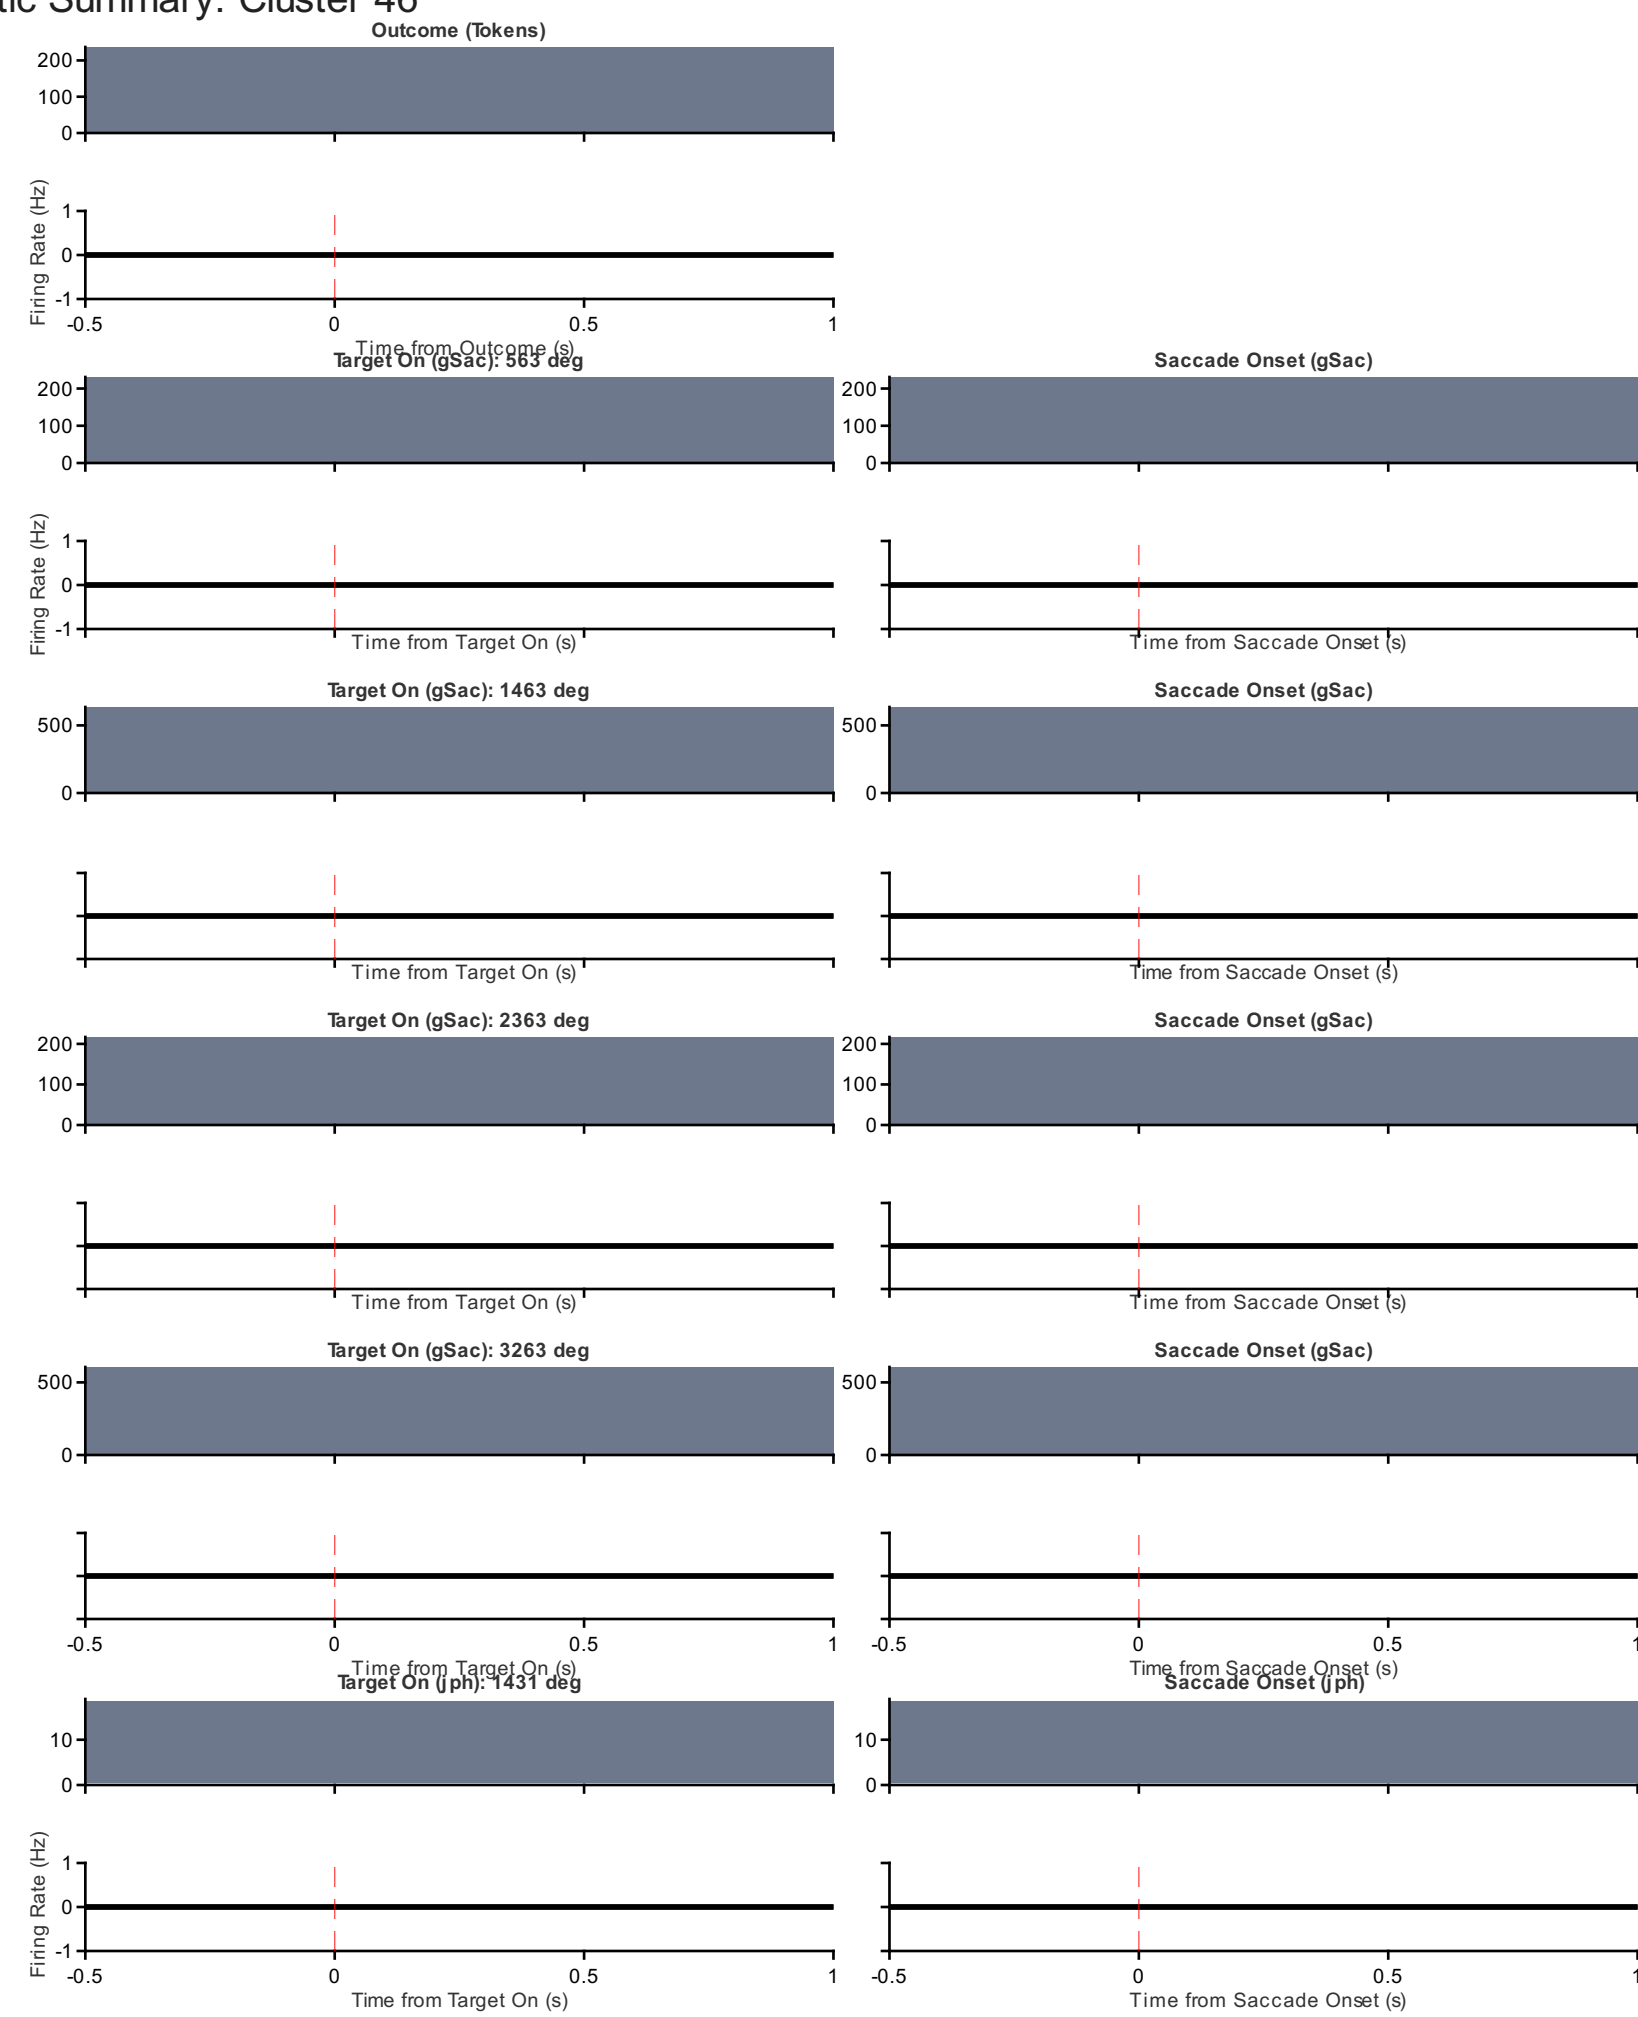 tic Summary: Cluster 46
Outcome (Tokens)
200
100
0
Firing Rate (Hz)
1
0
-1
-0.5 0 0.5 1
Time from Outcome (s)
Target On (gSac): 563 deg Saccade Onset (gSac)
200 200
100 100
0 0
Firing Rate (Hz)
1
0
-1
Time from Target On (s) Time from Saccade Onset (s)
Target On (gSac): 1463 deg Saccade Onset (gSac)
500 500
0 0
Time from Target On (s) Time from Saccade Onset (s)
Target On (gSac): 2363 deg Saccade Onset (gSac)
200 200
100 100
0 0
Time from Target On (s) Time from Saccade Onset (s)
Target On (gSac): 3263 deg Saccade Onset (gSac)
500 500
0 0
-0.5 0 0.5 1 -0.5 0 0.5 1
Time from Target On (s) Time from Saccade Onset (s)
Target On (jph): 1431 deg Saccade Onset (jph)
10 10
0 0
Firing Rate (Hz)
1
0
-1
-0.5 0 0.5 1 -0.5 0 0.5 1
Time from Target On (s) Time from Saccade Onset (s)